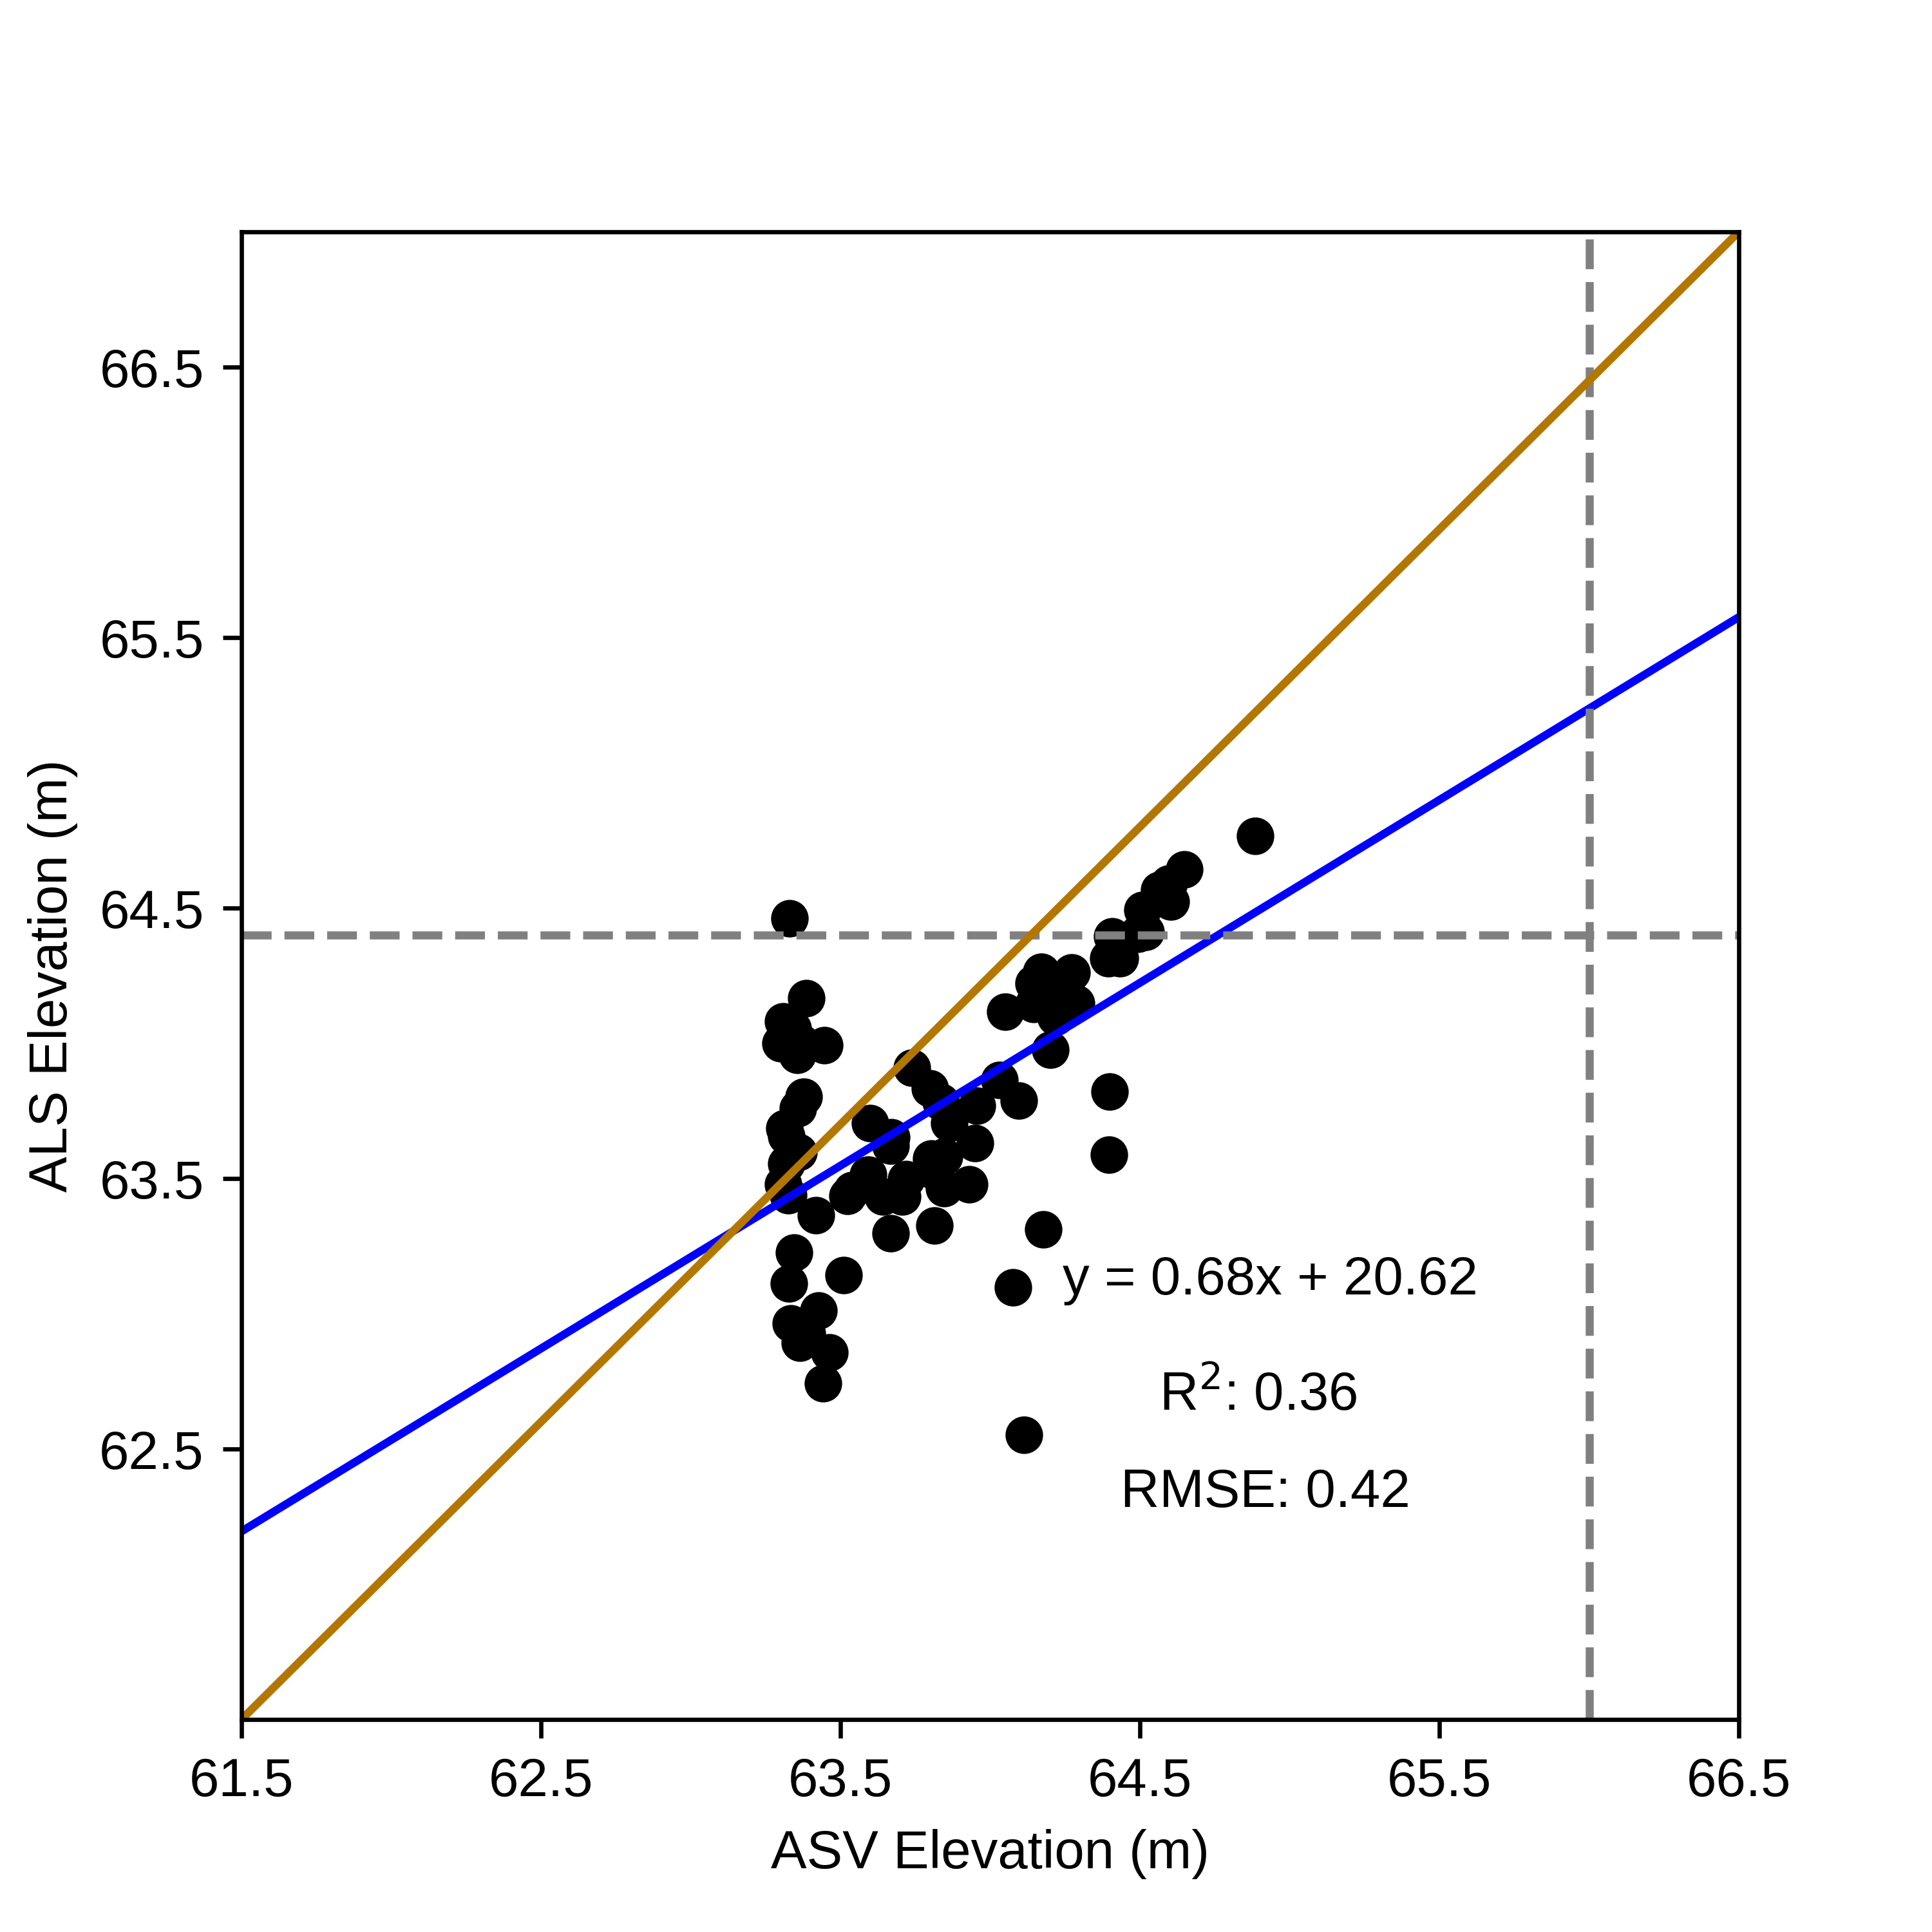 66.5
65.5
64.5
63.5
62.5
ALS Elevation (m)
y = 0.68x + 20.62
R²: 0.36
RMSE: 0.42
61.5 62.5 63.5 64.5 65.5 66.5
ASV Elevation (m)